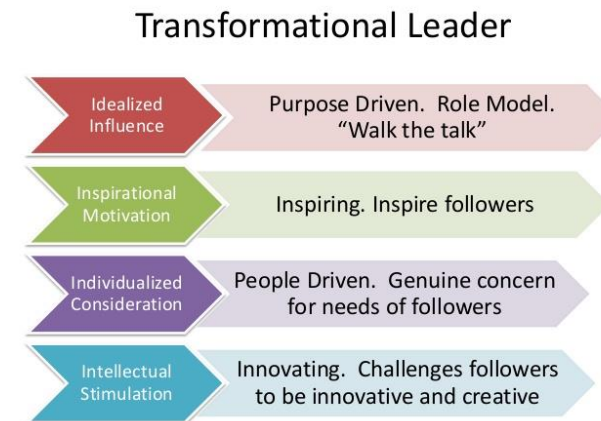 Transformational Leader
Idealized
Influence
Purpose Driven.  Role Model.
“Walk the talk”
Inspirational
Motivation
Inspiring. Inspire followers
Individualized
Consideration
People Driven.  Genuine concern
for needs of followers
Intellectual
Stimulation
Innovating.  Challenges followers
to be innovative and creative